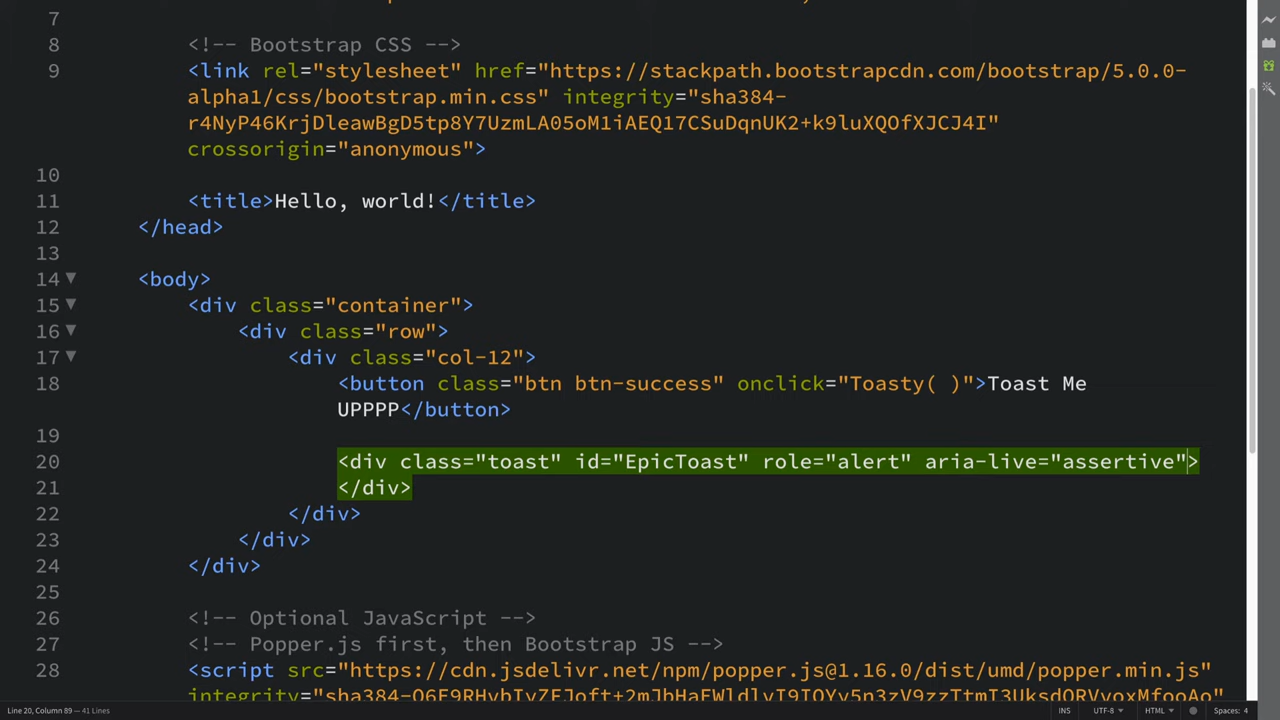 7
8 <!-- Bootstrap CSS -->
9 <link rel="stylesheet" href="https://stackpath.bootstrapcdn.com/bootstrap/5.0.0-
alpha1/css/bootstrap.min.css" integrity="sha384-
r4NyP46KrjDleawBgD5tp8Y7UzmLA05oM1iAEQ17CSuDqnUK2+k9luXQOfXJCJ4I"
crossorigin="anonymous">
10
11 <title>Hello, world!</title>
12 </head>
13
14 <body>
15 <div class="container">
16 <div class="row">
17 <div class="col-12">
18 <button class="btn btn-success" onclick="Toasty( )">Toast Me
UPPPP</button>
19
20 <div class="toast" id="EpicToast" role="alert" aria-live="assertive">
21 </div>
22 </div>
23 </div>
24 </div>
25
26 <!-- Optional JavaScript -->
27 <!-- Popper.js first, then Bootstrap JS -->
28 <script src="https://cdn.jsdelivr.net/npm/popper.js@1.16.0/dist/umd/popper.min.js"
Line 20, Column 89 — 41 Lines
INS
UTF-8
HTML
Spaces: 4